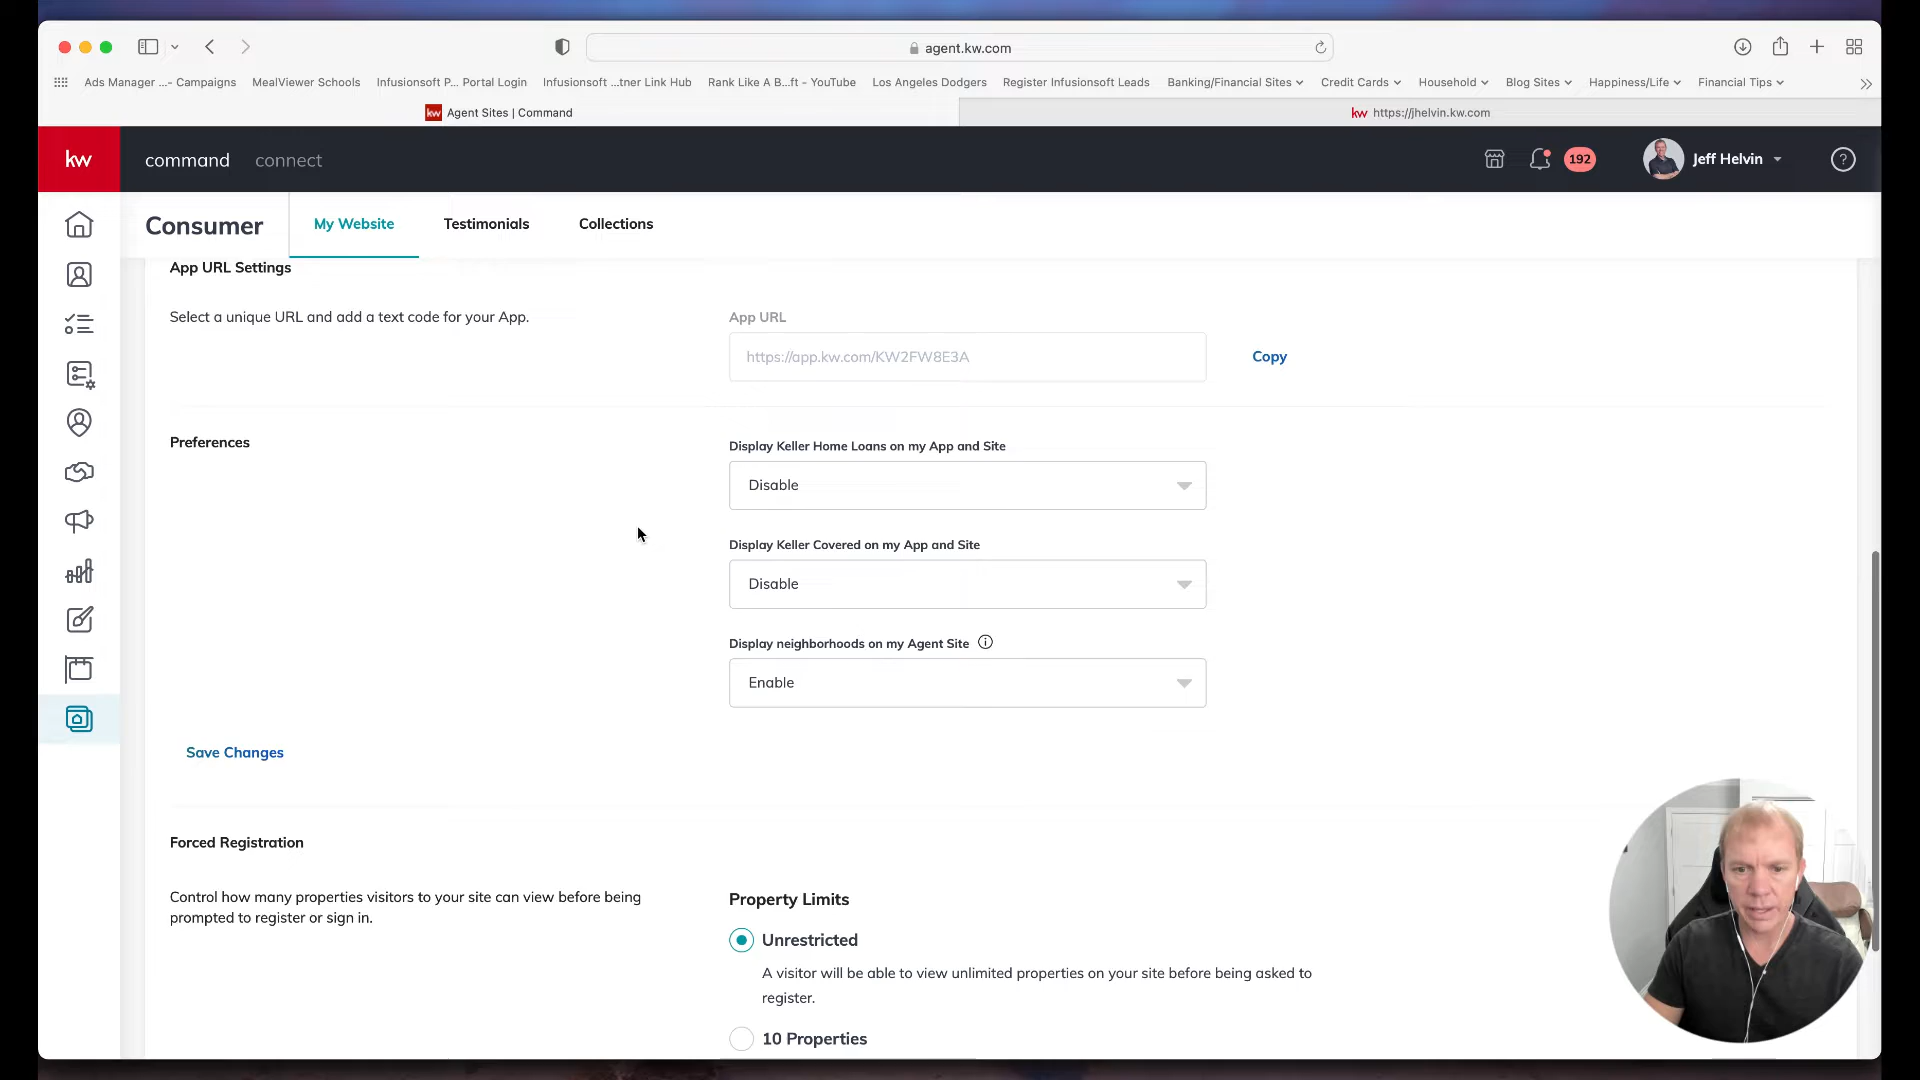 agent.kw.com
Ads Manager ...- Campaigns
MealViewer Schools
Infusionsoft P... Portal Login
Infusionsoft ...tner Link Hub
Rank Like A B...ft - YouTube
Los Angeles Dodgers
Register Infusionsoft Leads
Banking/Financial Sites
Credit Cards
Household
Blog Sites
Happiness/Life
Financial Tips
kw Agent Sites | Command
kw https://jhelvin.kw.com
kw
command
connect
192
Jeff Helvin
?
Consumer
My Website
Testimonials
Collections
App URL Settings
Select a unique URL and add a text code for your App.
App URL
https://app.kw.com/KW2FW8E3A
Copy
Preferences
Display Keller Home Loans on my App and Site
Disable
Display Keller Covered on my App and Site
Disable
Display neighborhoods on my Agent Site
Enable
Save Changes
Forced Registration
Control how many properties visitors to your site can view before being
prompted to register or sign in.
Property Limits
Unrestricted
A visitor will be able to view unlimited properties on your site before being asked to
register.
10 Properties